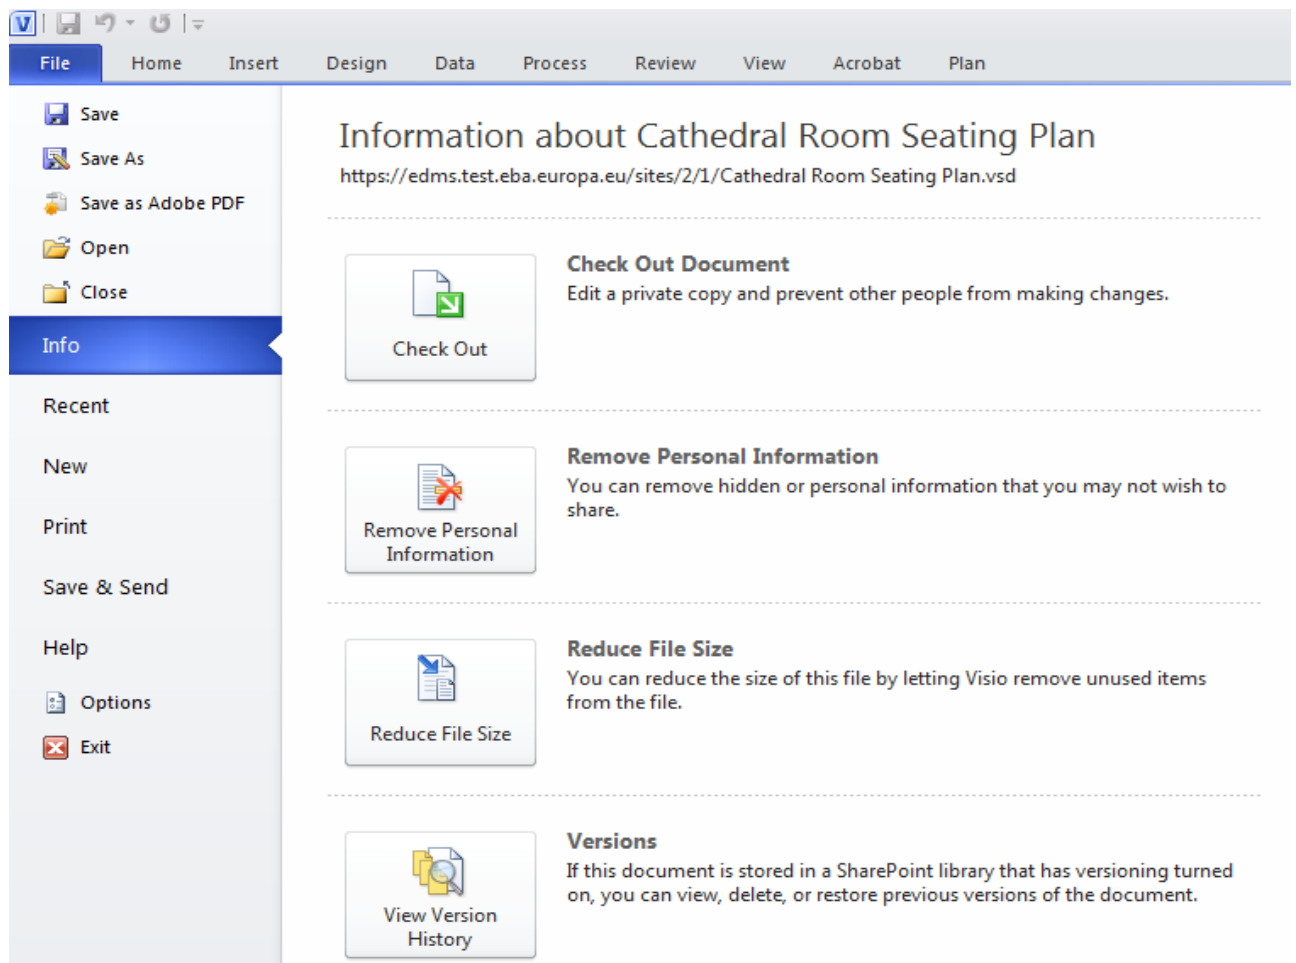 V
File Home Insert Design Data Process Review View Acrobat Plan
Save
Save As
Save as Adobe PDF
Open
Close
Info
Recent
New
Print
Save & Send
Help
Options
Exit
Information about Cathedral Room Seating Plan
https://edms.test.eba.europa.eu/sites/2/1/Cathedral Room Seating Plan.vsd
Check Out
Check Out Document
Edit a private copy and prevent other people from making changes.
Remove Personal
Information
Remove Personal Information
You can remove hidden or personal information that you may not wish to
share.
Reduce File Size
Reduce File Size
You can reduce the size of this file by letting Visio remove unused items
from the file.
View Version
History
Versions
If this document is stored in a SharePoint library that has versioning turned
on, you can view, delete, or restore previous versions of the document.